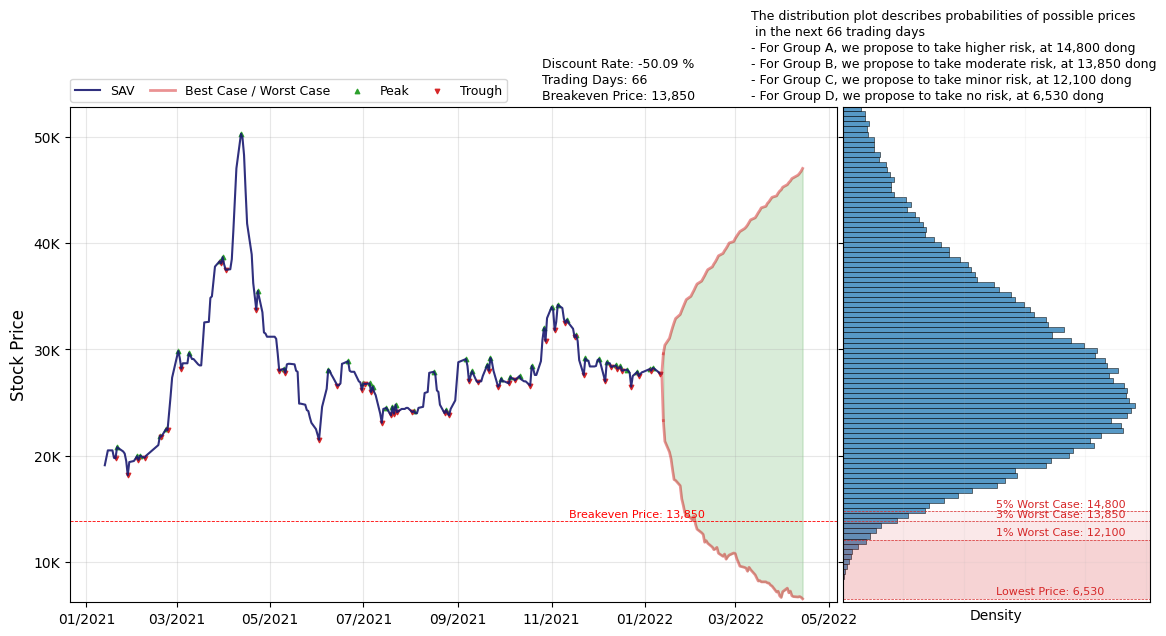 The distribution plot describes probabilities of possible prices
in the next 66 trading days
- For Group A, we propose to take higher risk, at 14,800 dong
- For Group B, we propose to take moderate risk, at 13,850 dong
- For Group C, we propose to take minor risk, at 12,100 dong
- For Group D, we propose to take no risk, at 6,530 dong
Discount Rate: -50.09 %
Trading Days: 66
Breakeven Price: 13,850
SAV Best Case / Worst Case Peak Trough
Stock Price
50K
40K
30K
20K
10K
Breakeven Price: 13,850
5% Worst Case: 14,800
3% Worst Case: 13,850
1% Worst Case: 12,100
Lowest Price: 6,530
01/2021 03/2021 05/2021 07/2021 09/2021 11/2021 01/2022 03/2022 05/2022
Density